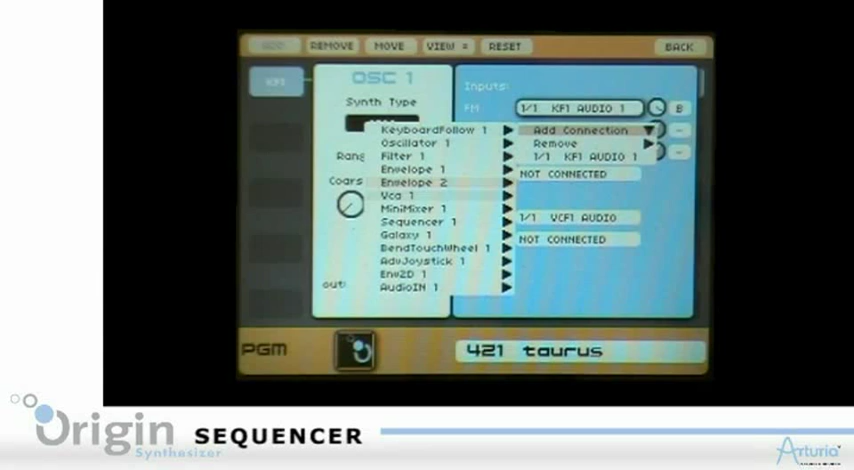 ADD REMOVE MOVE VIEW RESET BACK
KF1 OSC 1 Inputs:
Synth Type FM 1/1 KF1 AUDIO 1 B
KeyboardFollow 1 Add Connection
Oscillator 1 Remove
Rang Filter 1 1/1 KF1 AUDIO 1
Envelope 1 NOT CONNECTED
Coars Envelope 2
Vca 1
MiniMixer 1 1/1 VCF1 AUDIO
Sequencer 1
Galaxy 1 NOT CONNECTED
BendTouchWheel 1
AdvJoystick 1
Env2D 1
out: AudioIN 1
PGM 421 taurus
Origin SEQUENCER
Synthesizer Arturia